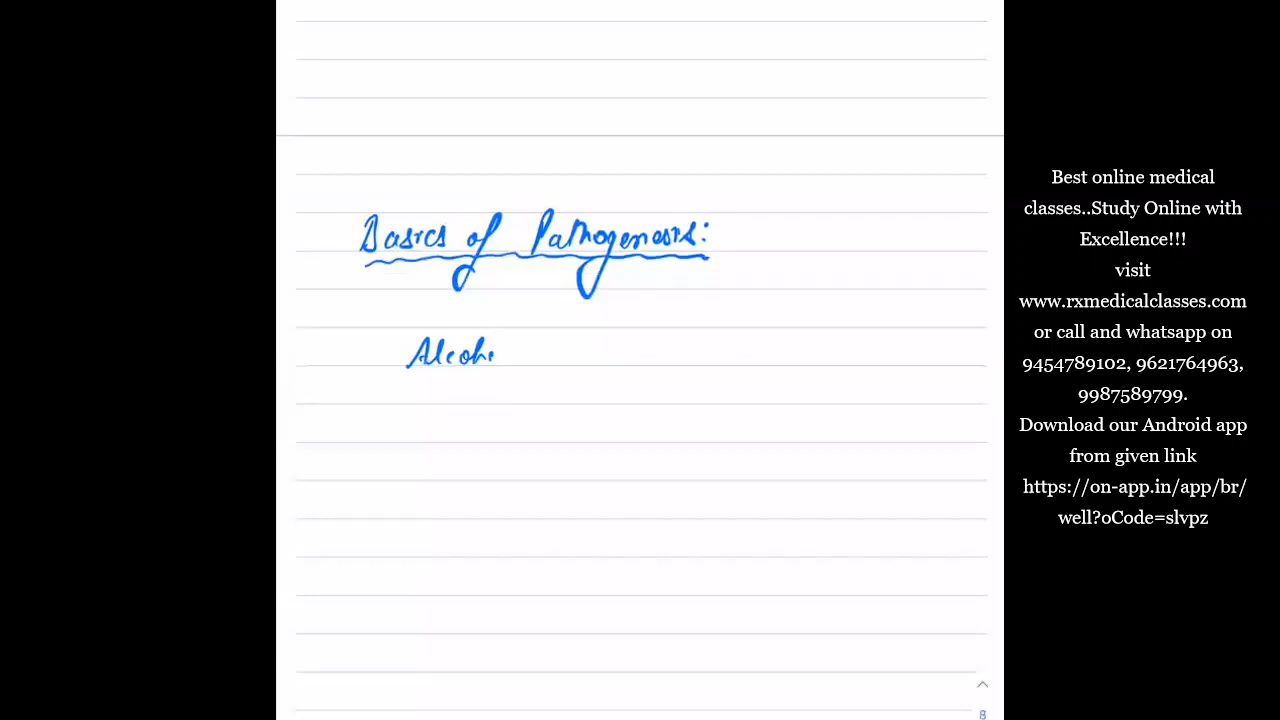 Basics of Pathogenesis:
Alcoho
Best online medical
classes..Study Online with
Excellence!!!
visit
www.rxmedicalclasses.com
or call and whatsapp on
9454789102, 9621764963,
9987589799.
Download our Android app
from given link
https://on-app.in/app/br/
well?oCode=slvpz
8